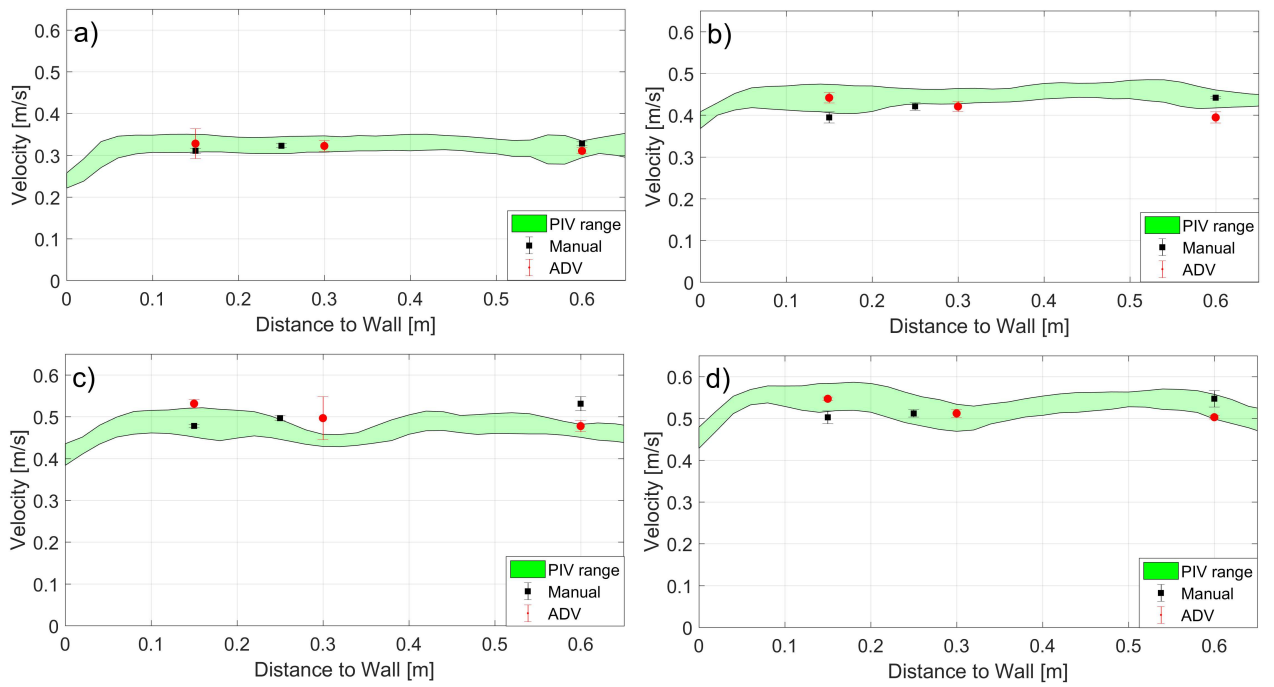 a)
0.6
0.5
0.4
0.3
0.2
0.1
0
Velocity [m/s]
0 0.1 0.2 0.3 0.4 0.5 0.6
Distance to Wall [m]
PIV range
Manual
ADV
b)
0.6
0.5
0.4
0.3
0.2
0.1
0
Velocity [m/s]
0 0.1 0.2 0.3 0.4 0.5 0.6
Distance to Wall [m]
PIV range
Manual
ADV
c)
0.6
0.5
0.4
0.3
0.2
0.1
0
Velocity [m/s]
0 0.1 0.2 0.3 0.4 0.5 0.6
Distance to Wall [m]
PIV range
Manual
ADV
d)
0.6
0.5
0.4
0.3
0.2
0.1
0
Velocity [m/s]
0 0.1 0.2 0.3 0.4 0.5 0.6
Distance to Wall [m]
PIV range
Manual
ADV